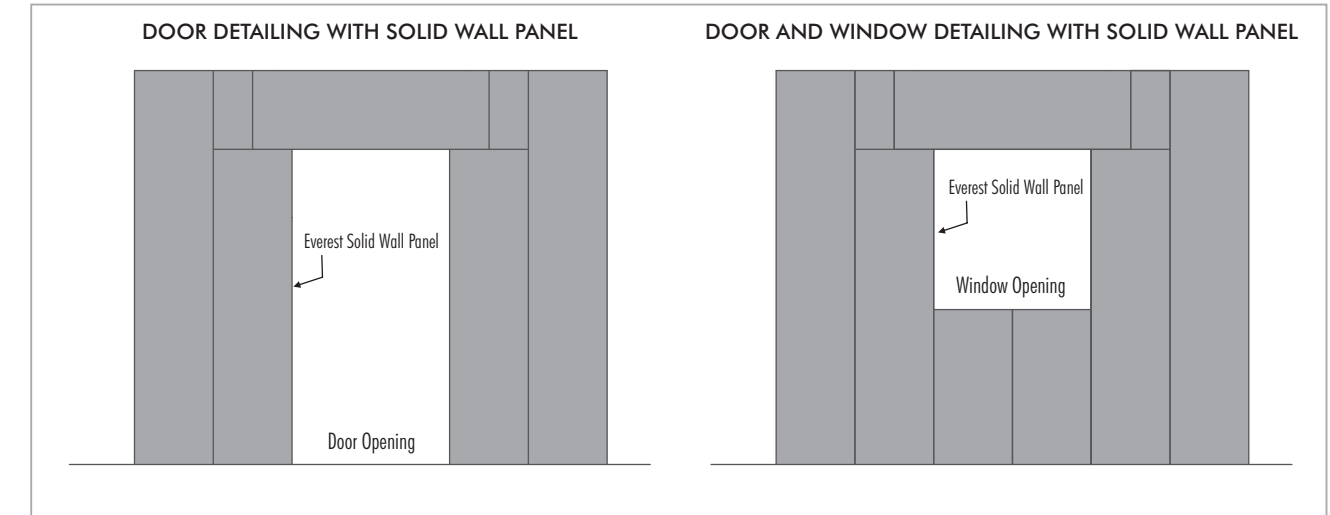 DOOR DETAILING WITH SOLID WALL PANEL
Everest Solid Wall Panel
Door Opening
DOOR AND WINDOW DETAILING WITH SOLID WALL PANEL
Everest Solid Wall Panel
Window Opening